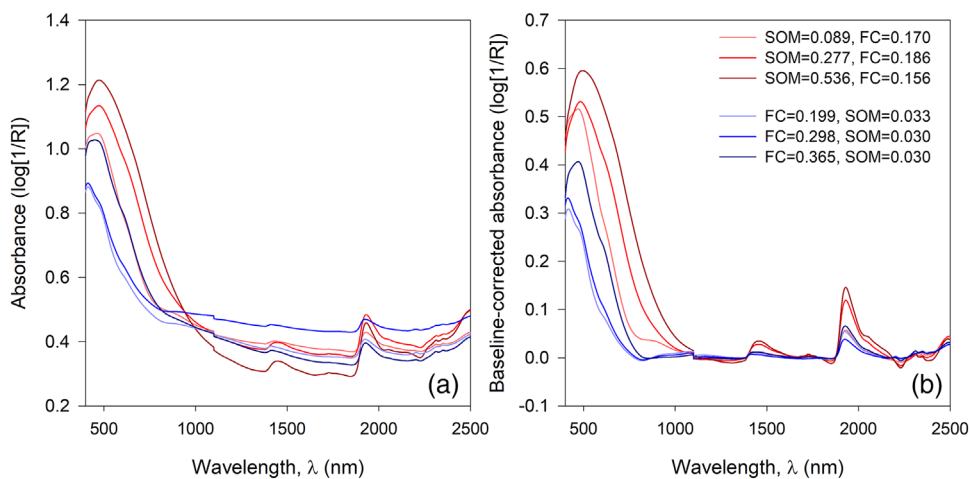 1.4
1.2
1.0
0.8
0.6
0.4
0.2
Absorbance (log[1/R])
500
1000
1500
2000
2500
Wavelength, λ (nm)
(a)
0.7
0.6
0.5
0.4
0.3
0.2
0.1
0.0
-0.1
Baseline-corrected absorbance (log[1/R])
SOM=0.089, FC=0.170
SOM=0.277, FC=0.186
SOM=0.536, FC=0.156
FC=0.199, SOM=0.033
FC=0.298, SOM=0.030
FC=0.365, SOM=0.030
(b)
500
1000
1500
2000
2500
Wavelength, λ (nm)